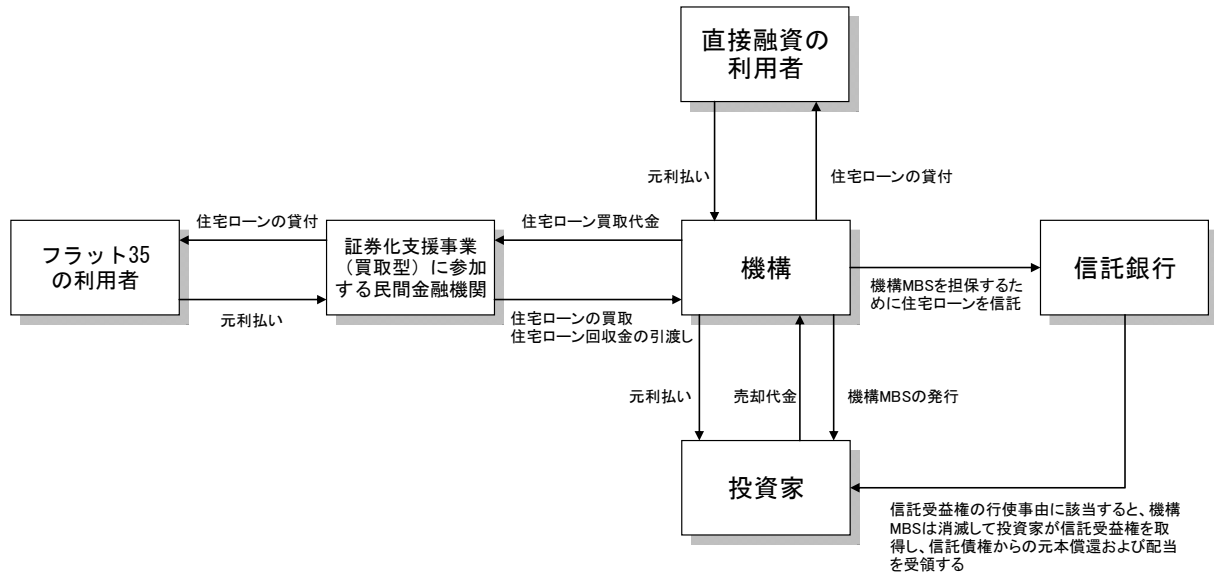 直接融資の
利用者
元利払い
住宅ローンの貸付
住宅ローンの貸付
住宅ローン買取代金
フラット35
の利用者
証券化支援事業
（買取型）に参加
する民間金融機関
機構
信託銀行
機構MBSを担保するた
めに住宅ローンを信託
元利払い
住宅ローンの買取
住宅ローン回収金の引渡し
元利払い
売却代金
機構MBSの発行
投資家
信託受益権の行使事由に該当すると、機構
MBSは消滅して投資家が信託受益権を取
得し、信託債権からの元本償還および配当
を受領する